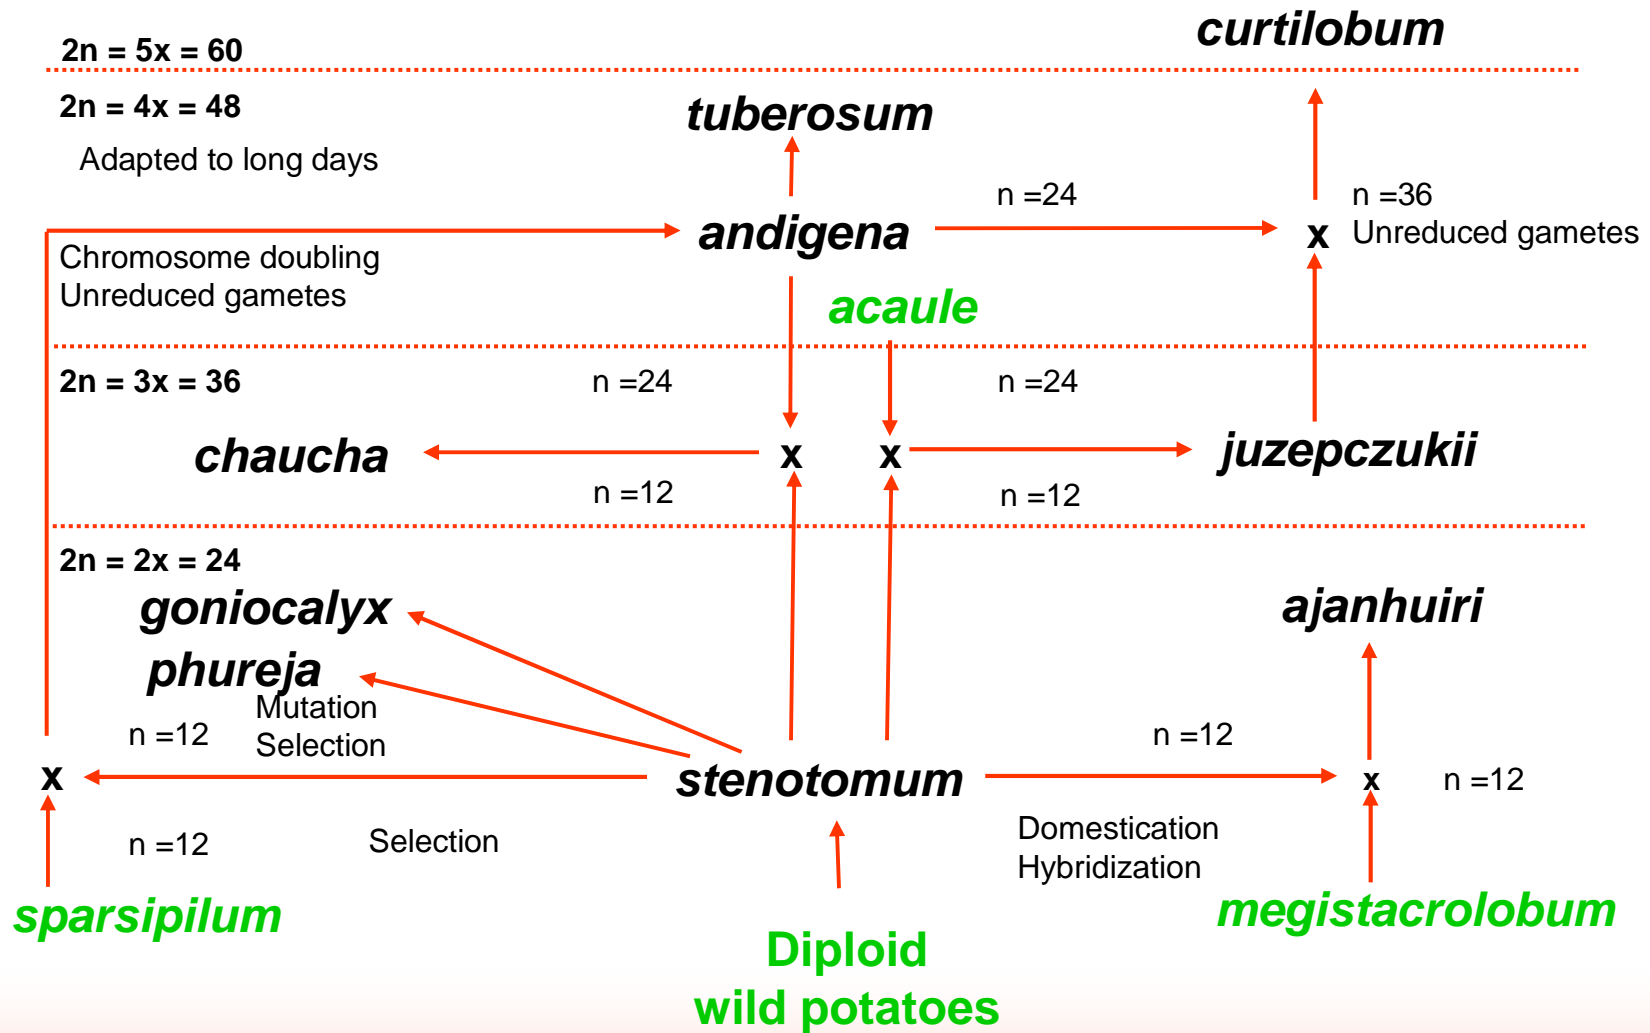 curtilobum
2n = 5x = 60
2n = 4x = 48
tuberosum
Adapted to long days
n =24
n =36
andigena
x
Unreduced gametes
Chromosome doubling
Unreduced gametes
acaule
2n = 3x = 36
n =24
n =24
chaucha
x
x
juzepczukii
n =12
n =12
2n = 2x = 24
goniocalyx
ajanhuiri
phureja
Mutation
Selection
n =12
n =12
x
stenotomum
x
n =12
n =12
Selection
Domestication
Hybridization
sparsipilum
megistacrolobum
Diploid
wild potatoes